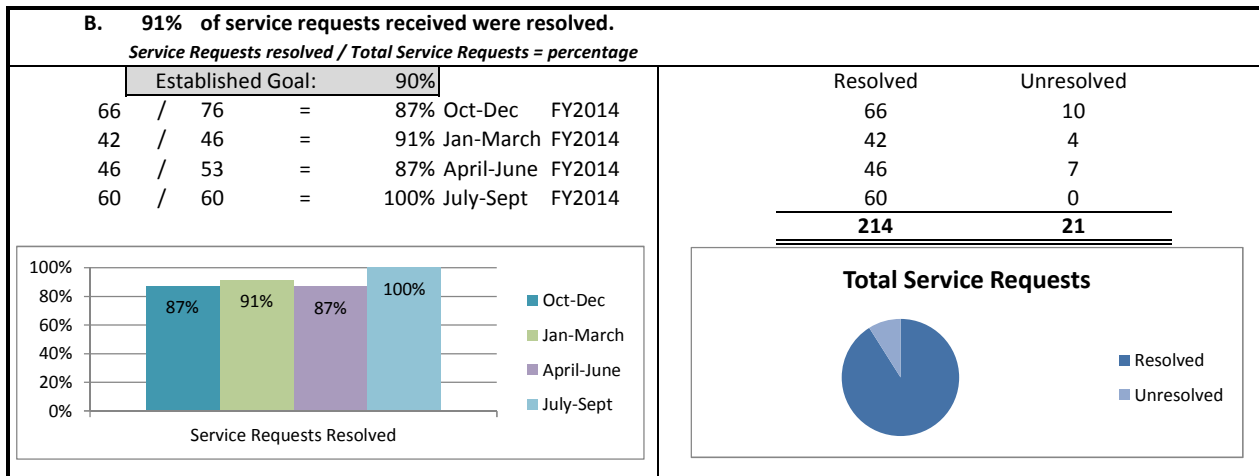 B. 91% of service requests received were resolved.
Service Requests resolved / Total Service Requests = percentage
Established Goal: 90%
66 / 76 = 87% Oct-Dec FY2014
42 / 46 = 91% Jan-March FY2014
46 / 53 = 87% April-June FY2014
60 / 60 = 100% July-Sept FY2014
Resolved Unresolved
66 10
42 4
46 7
60 0
214 21
100%
80%
60%
40%
20%
0%
87%
91%
87%
100%
Service Requests Resolved
Oct-Dec
Jan-March
April-June
July-Sept
Total Service Requests
Resolved
Unresolved